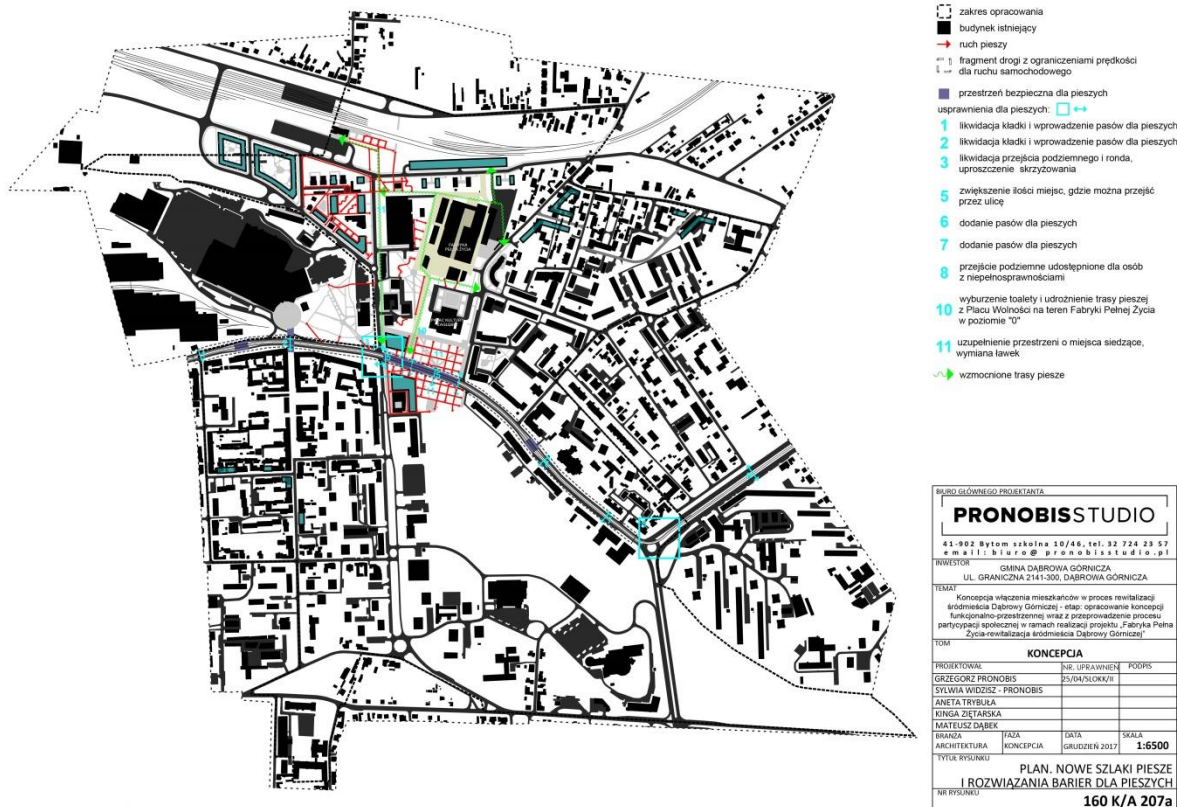 zakres opracowania
budynek istniejący
ruch pieszy
fragment drogi z ograniczeniami prędkości
dla ruchu samochodowego
przestrzeń bezpieczna dla pieszych
usprawnienia dla pieszych:
1 likwidacja kładki i wprowadzenie pasów dla pieszych
2 likwidacja kładki i wprowadzenie pasów dla pieszych
3 likwidacja przejścia podziemnego i ronda,
uproszczenie skrzyżowania
5 zwiększenie ilości miejsc, gdzie można przejść
przez ulicę
6 dodanie pasów dla pieszych
7 dodanie pasów dla pieszych
8 przejście podziemne udostępnione dla osób
z niepełnosprawnościami
10 wyburzenie toalety i udrożnienie trasy pieszej
z Placu Wolności na teren Fabryki Pełnej Życia
w poziomie "0"
11 uzupełnienie przestrzeni o miejsca siedzące,
wymiana ławek
wzmocnione trasy piesze
BIURO GŁÓWNEGO PROJEKTANTA
PRONOBISSTUDIO
41-902 Bytom szkolna 10/46, tel. 32 724 23 57
email: biuro@pronobisstudio.pl
INWESTOR
GMINA DĄBROWA GÓRNICZA
UL. GRANICZNA 2141-300, DĄBROWA GÓRNICZA
TEMAT
Koncepcja włączenia mieszkańców w proces rewitalizacji
śródmieścia Dąbrowy Górniczej - etap: opracowanie koncepcji
funkcjonalno-przestrzennej wraz z przeprowadzenie procesu
partycypacji społecznej w ramach realizacji projektu „Fabryka Pełna
Życia-rewitalizacja śródmieścia Dąbrowy Górniczej"
TOM
KONCEPCJA
PROJEKTOWAŁ NR. UPRAWNIEŃ PODPIS
GRZEGORZ PRONOBIS 25/04/SLOKK/II
SYLWIA WIDZISZ - PRONOBIS
ANETA TRYBUŁA
KINGA ZIĘTARSKA
MATEUSZ DĄBEK
BRANŻA FAZA DATA SKALA
ARCHITEKTURA KONCEPCJA GRUDZIEŃ 2017 1:6500
TYTUŁ RYSUNKU
PLAN. NOWE SZLAKI PIESZE
I ROZWIĄZANIA BARIER DLA PIESZYCH
NR RYSUNKU
160 K/A 207a